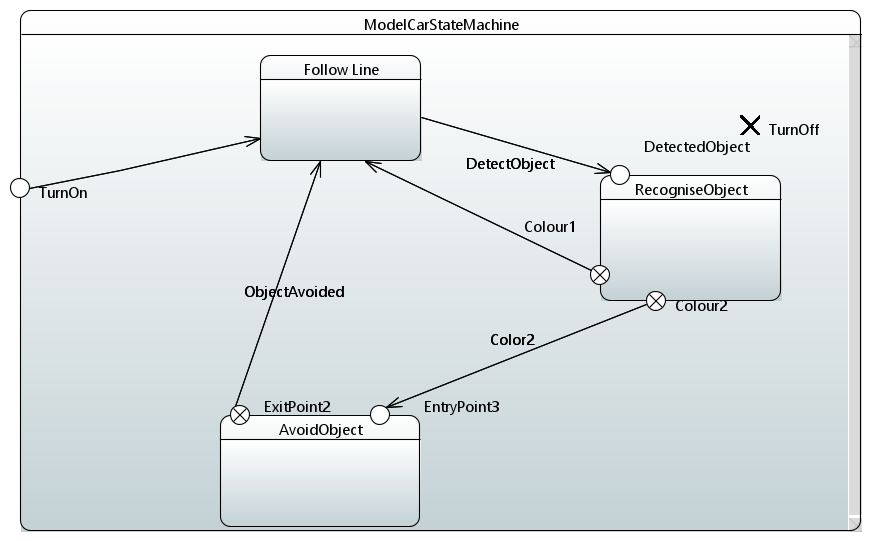 ModelCarStateMachine
Follow Line
TurnOff
DetectedObject
DetectObject
RecogniseObject
TurnOn
Colour1
ObjectAvoided
Colour2
Color2
ExitPoint2
EntryPoint3
AvoidObject